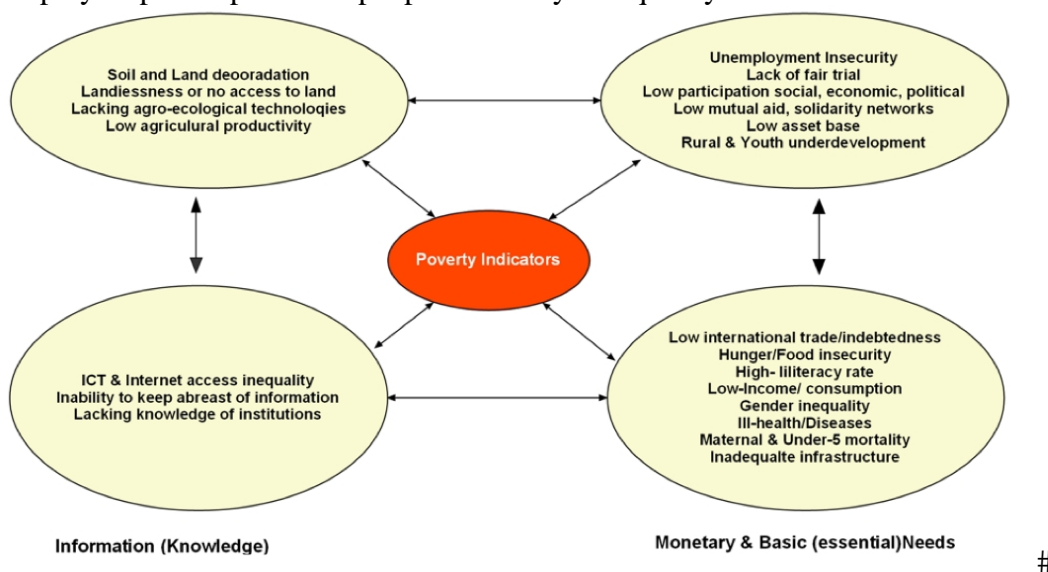 Soil and Land deooradation
Landiessness or no access to land
Lacking agro-ecological technoloqies
Low agriculural productivity
Unemployment Insecurity
Lack of fair trial
Low participation social, economic, political
Low mutual aid, solidarity networks
Low asset base
Rural & Youth underdevelopment
Poverty Indicators
ICT & Internet access inequality
Inability to keep abreast of information
Lacking knowledge of institutions
Low international trade/indebtedness
Hunger/Food insecurity
High- liliteracy rate
Low-Income/ consumption
Gender inequality
Ill-health/Diseases
Maternal & Under-5 mortality
Inadequalte infrastructure
Information (Knowledge)
Monetary & Basic (essential)Needs
#